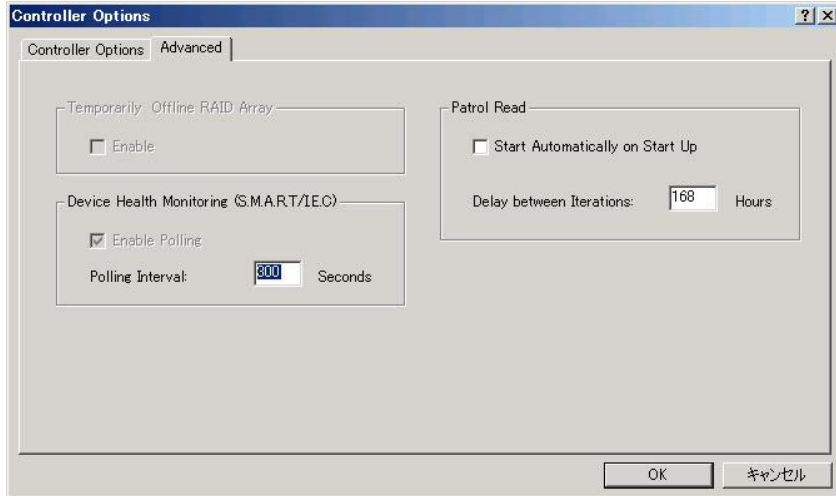 Controller Options
Controller Options
Advanced
Temporarily Offline RAID Array
Enable
Device Health Monitoring (S.M.A.R.T/I.E.C)
Enable Polling
Polling Interval: 300 Seconds
Patrol Read
Start Automatically on Start Up
Delay between Iterations: 168 Hours
OK
キャンセル